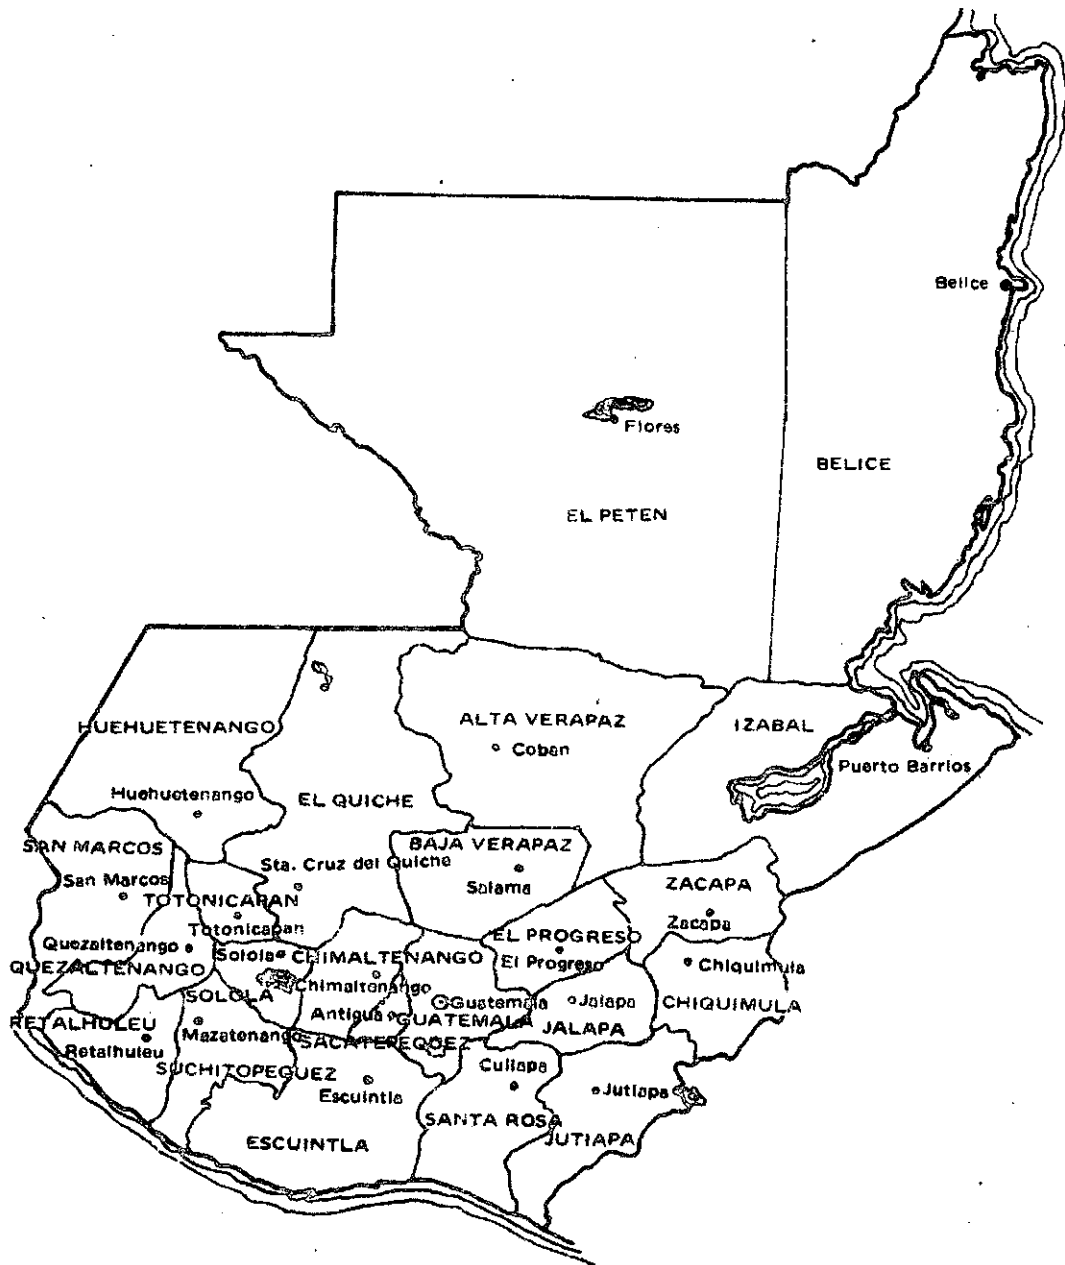 Belice
Flores
BELICE
EL PETEN
HUEHUETENANGO
ALTA VERAPAZ
IZABAL
Coban
Puerto Barrios
Huehuetenango
EL QUICHE
SAN MARCOS
BAJA VERAPAZ
Sta. Cruz del Quiche
San Marcos
Salama
ZACAPA
TOTONICAPAN
Zacapa
Totonicapan
Quezaltenango
Solola
CHIMALTENANGO
EL PROGRESO
El Progreso
Chiquimula
QUEZALTENANGO
Chimaltenango
SOLOLA
Guatemala
Jalapa
CHIQUIMULA
RETALHULEU
Mazatenango
Antigua
GUATEMALA
JALAPA
Retalhuleu
SACATEPEQUEZ
SUCHITOPEGUEZ
Cuilapa
Escuintla
Jutiapa
SANTA ROSA
ESCUINTLA
JUTIAPA